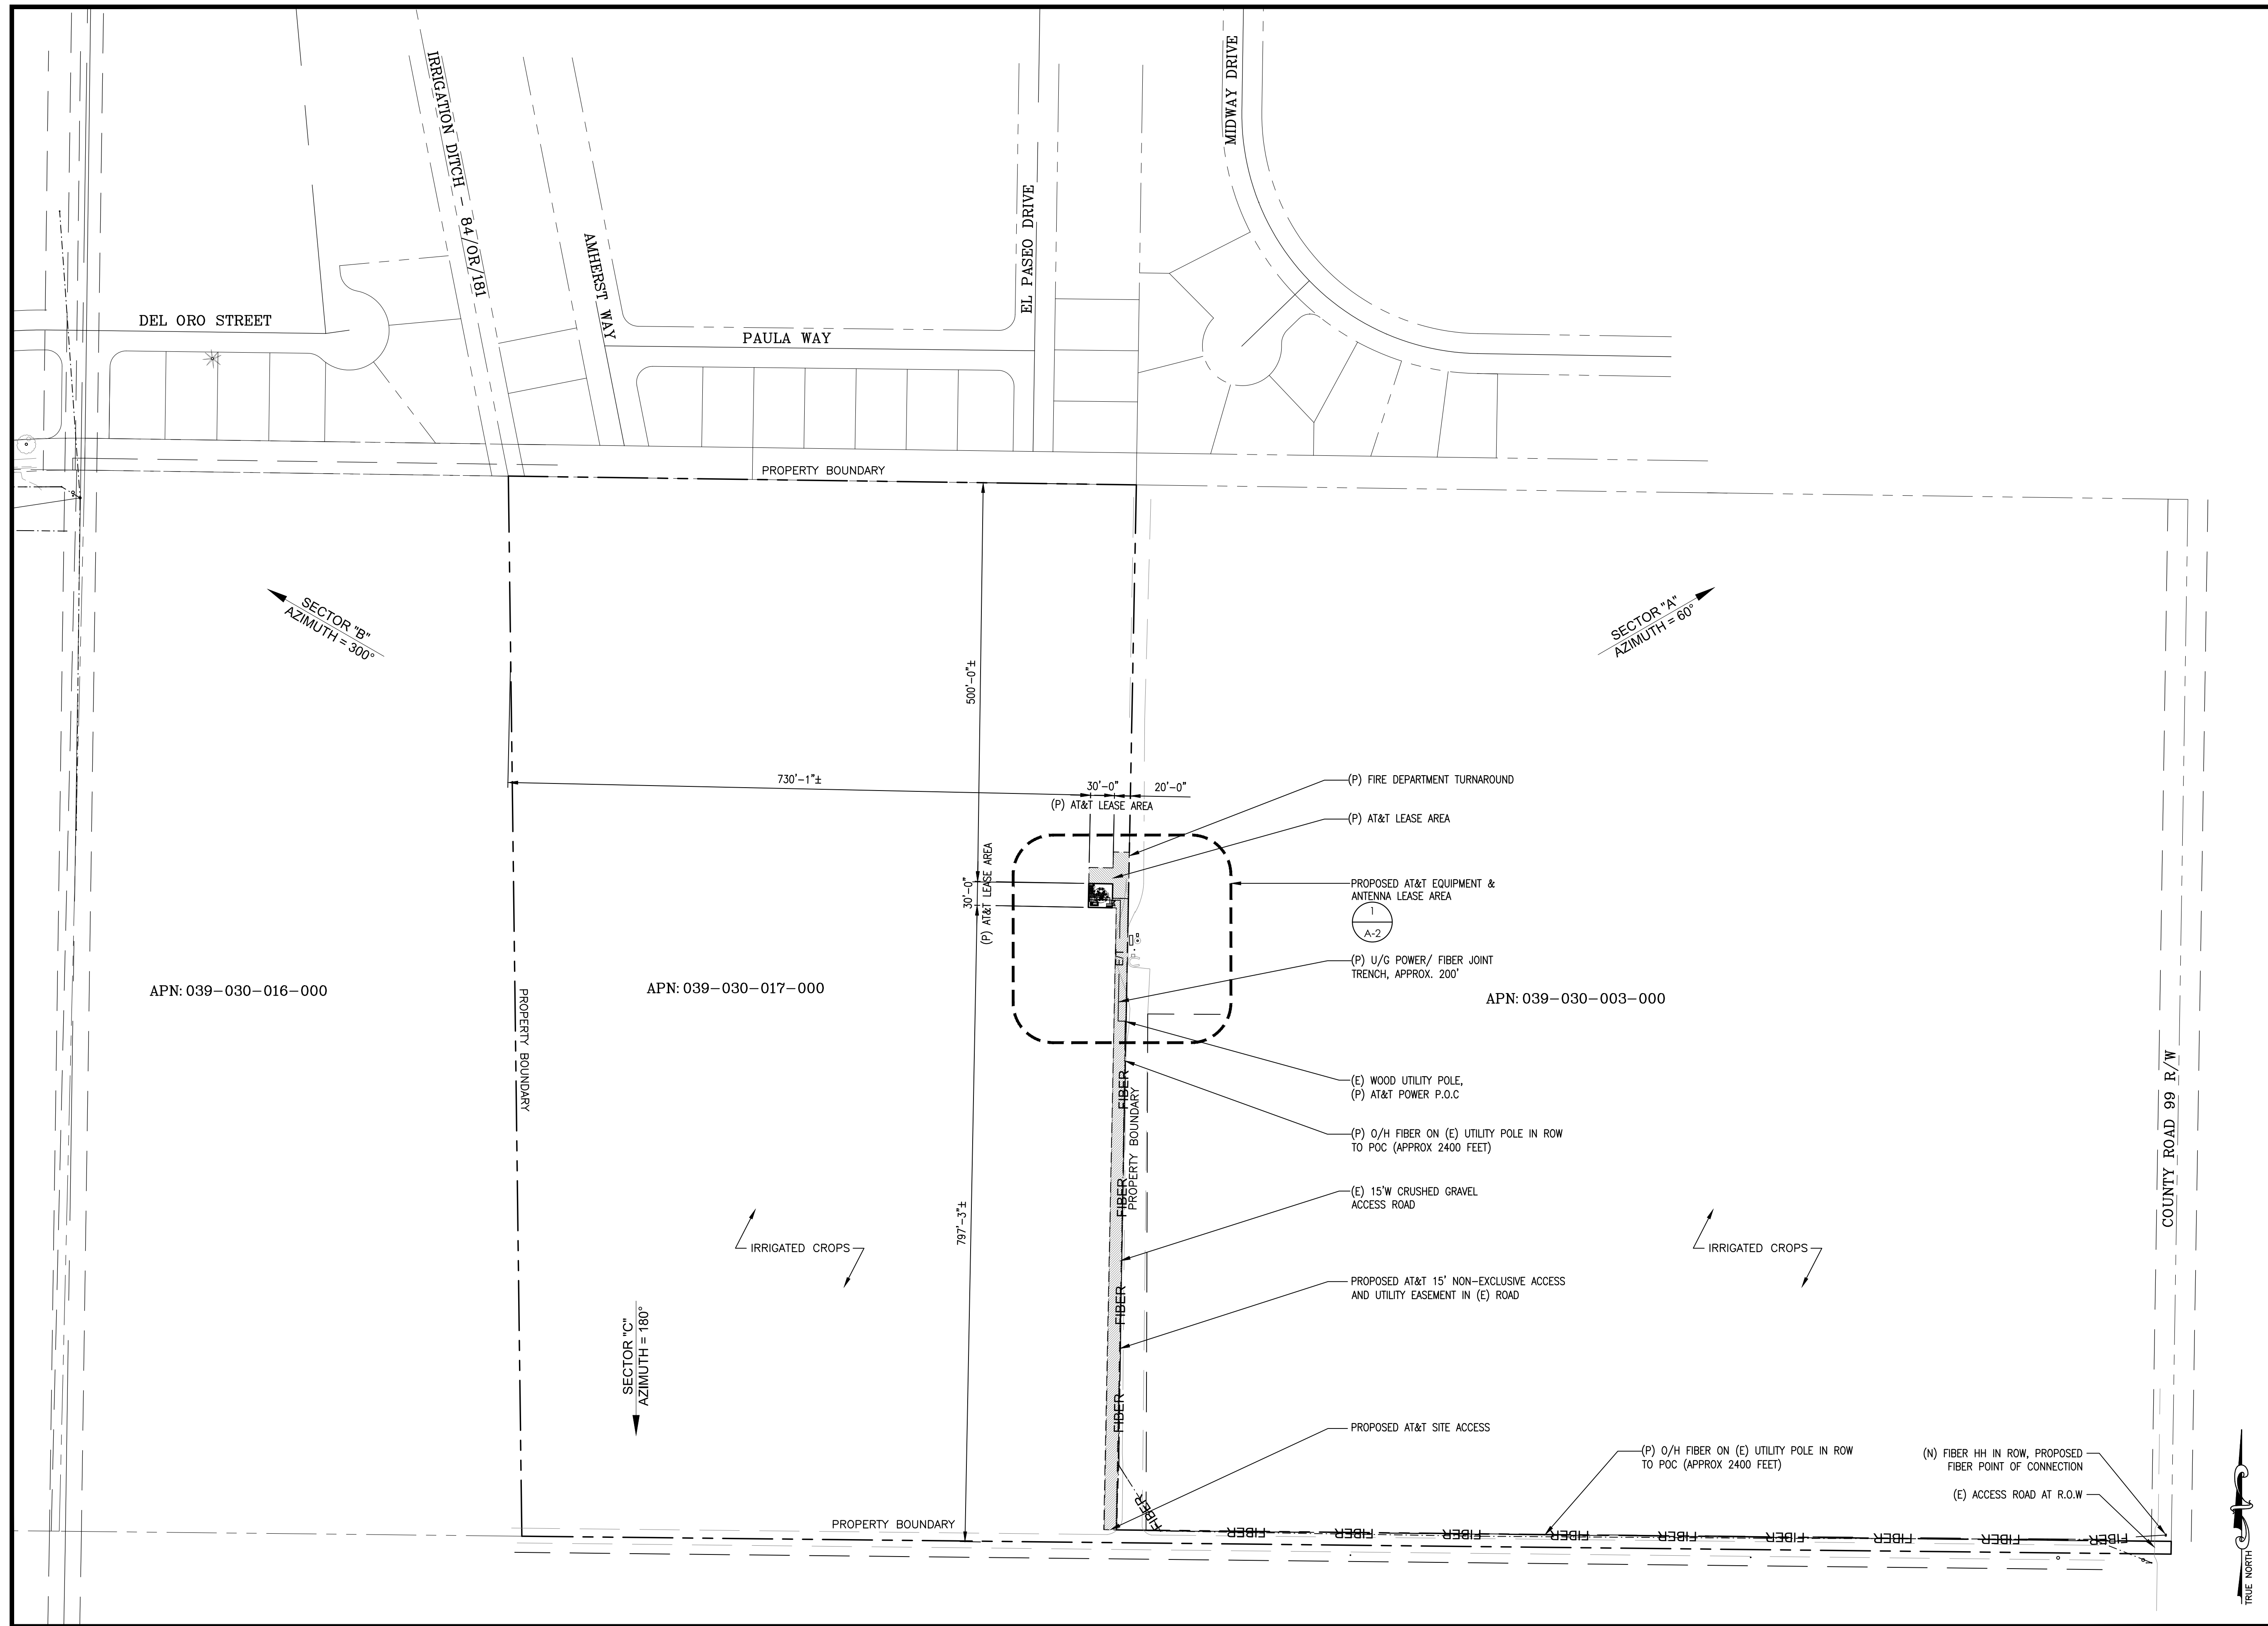 MIDWAY DRIVE
IRRIGATION DITCH - 84/OR/181
EL PASEO DRIVE
AMHERST WAY
DEL ORO STREET
PAULA WAY
PROPERTY BOUNDARY
SECTOR "B"
AZIMUTH = 300°
SECTOR "A"
AZIMUTH = 60°
500'-0"±
730'-1"±
30'-0"
20'-0"
(P) AT&T LEASE AREA
(P) FIRE DEPARTMENT TURNAROUND
(P) AT&T LEASE AREA
30'-0"
(P) AT&T LEASE AREA
PROPOSED AT&T EQUIPMENT &
ANTENNA LEASE AREA
1
A-2
E/T
(P) U/G POWER/ FIBER JOINT
TRENCH, APPROX. 200'
APN: 039-030-016-000
APN: 039-030-017-000
APN: 039-030-003-000
PROPERTY BOUNDARY
(E) WOOD UTILITY POLE,
(P) AT&T POWER P.O.C
FIBER
PROPERTY BOUNDARY
(P) O/H FIBER ON (E) UTILITY POLE IN ROW
TO POC (APPROX 2400 FEET)
COUNTY ROAD 99 R/W
(E) 15'W CRUSHED GRAVEL
ACCESS ROAD
FIBER
797'-3"±
IRRIGATED CROPS
IRRIGATED CROPS
PROPOSED AT&T 15' NON-EXCLUSIVE ACCESS
AND UTILITY EASEMENT IN (E) ROAD
FIBER
SECTOR "C"
AZIMUTH = 180°
FIBER
PROPOSED AT&T SITE ACCESS
(P) O/H FIBER ON (E) UTILITY POLE IN ROW
TO POC (APPROX 2400 FEET)
(N) FIBER HH IN ROW, PROPOSED
FIBER POINT OF CONNECTION
(E) ACCESS ROAD AT R.O.W
FIBER
PROPERTY BOUNDARY
FIBER FIBER FIBER FIBER FIBER FIBER FIBER FIBER FIBER
TRUE NORTH